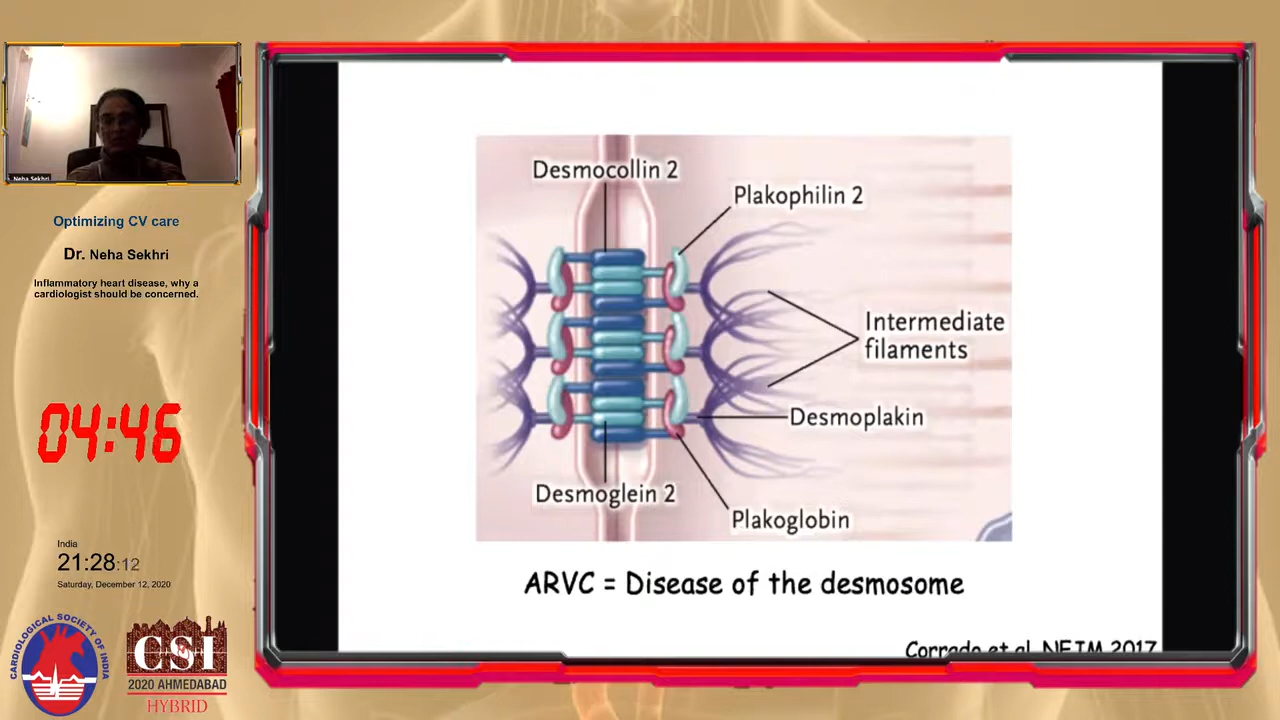 Neha Sekhri
Optimizing CV care
Dr. Neha Sekhri
Inflammatory heart disease, why a
cardiologist should be concerned.
04:46
India
21:28:12
Saturday, December 12, 2020
CARDIOLOGICAL SOCIETY OF INDIA
CSI
2020 AHMEDABAD
HYBRID
Desmocollin 2
Plakophilin 2
Intermediate
filaments
Desmoplakin
Desmoglein 2
Plakoglobin
ARVC = Disease of the desmosome
Corrado et al NEJM 2017